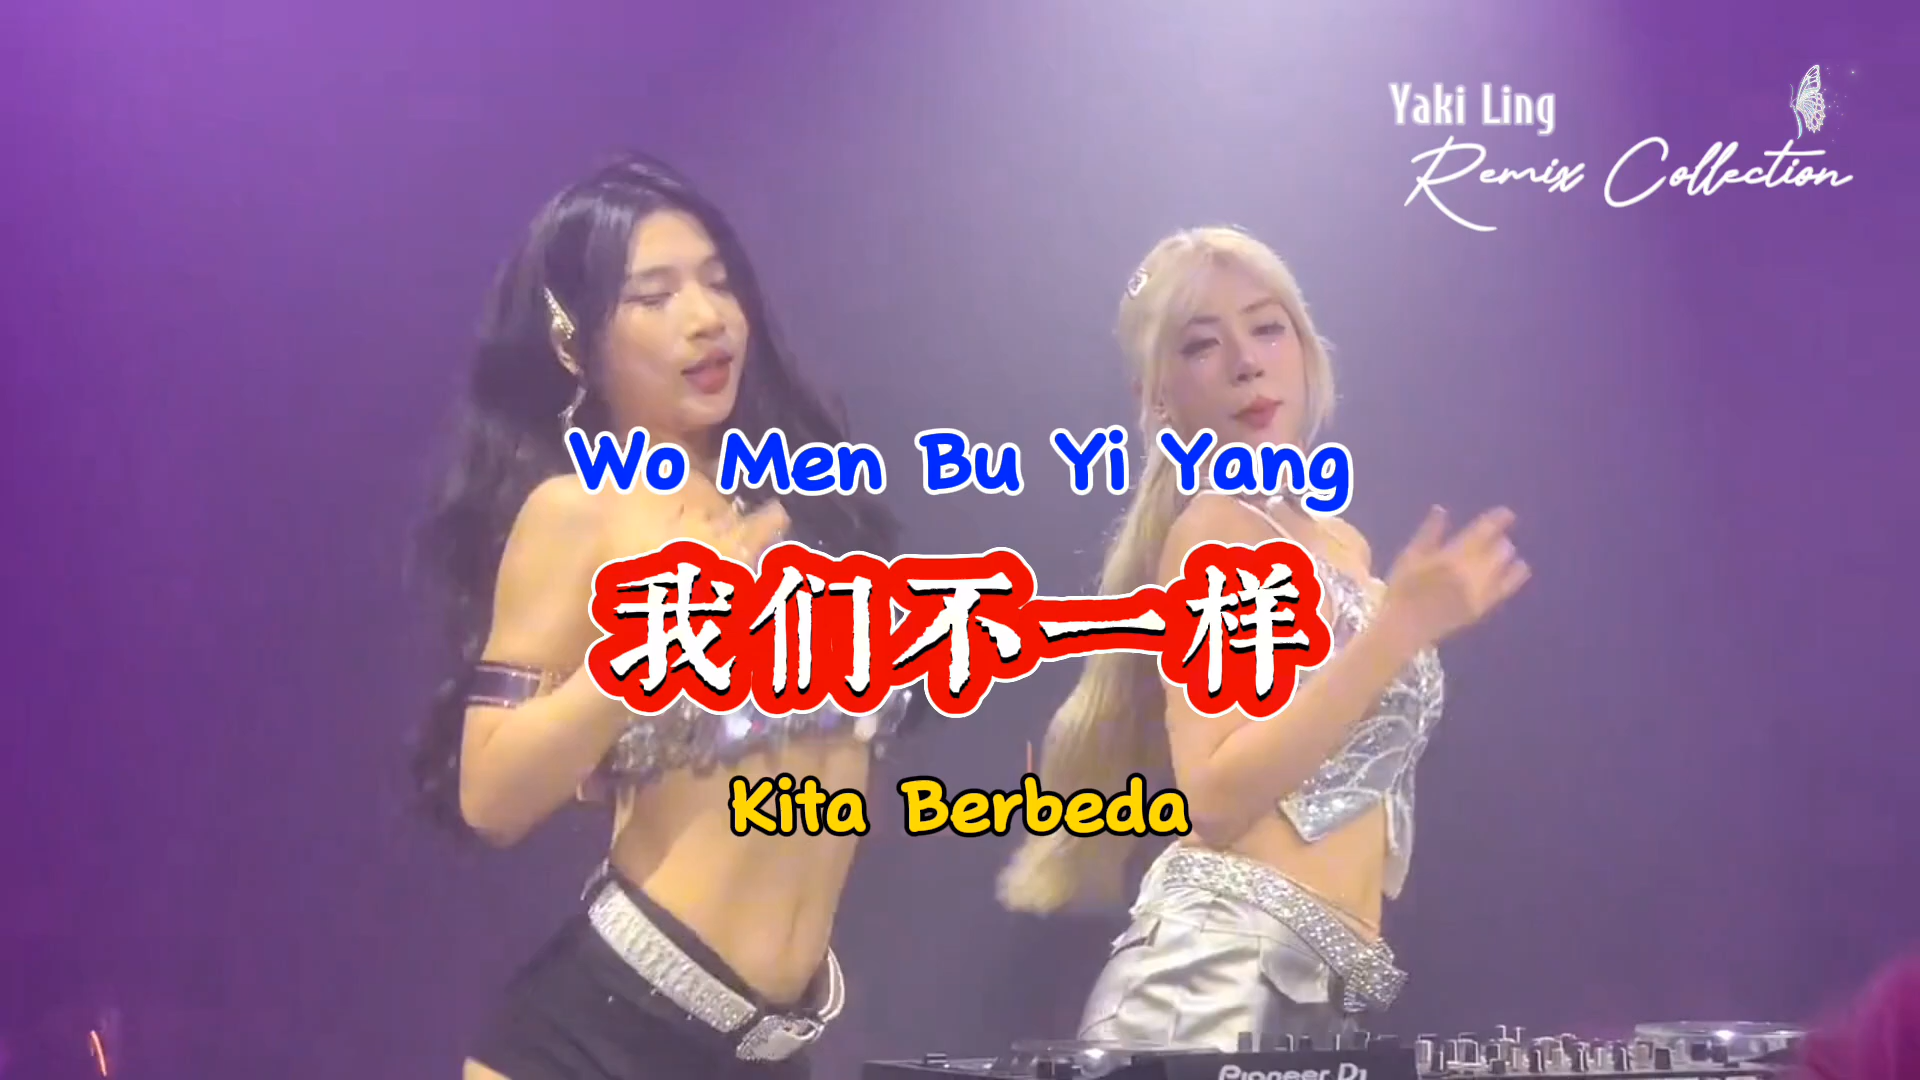 Yaki Ling
Remix Collection
Wo Men Bu Yi Yang
我们不一样
Kita Berbeda
Pioneer DJ